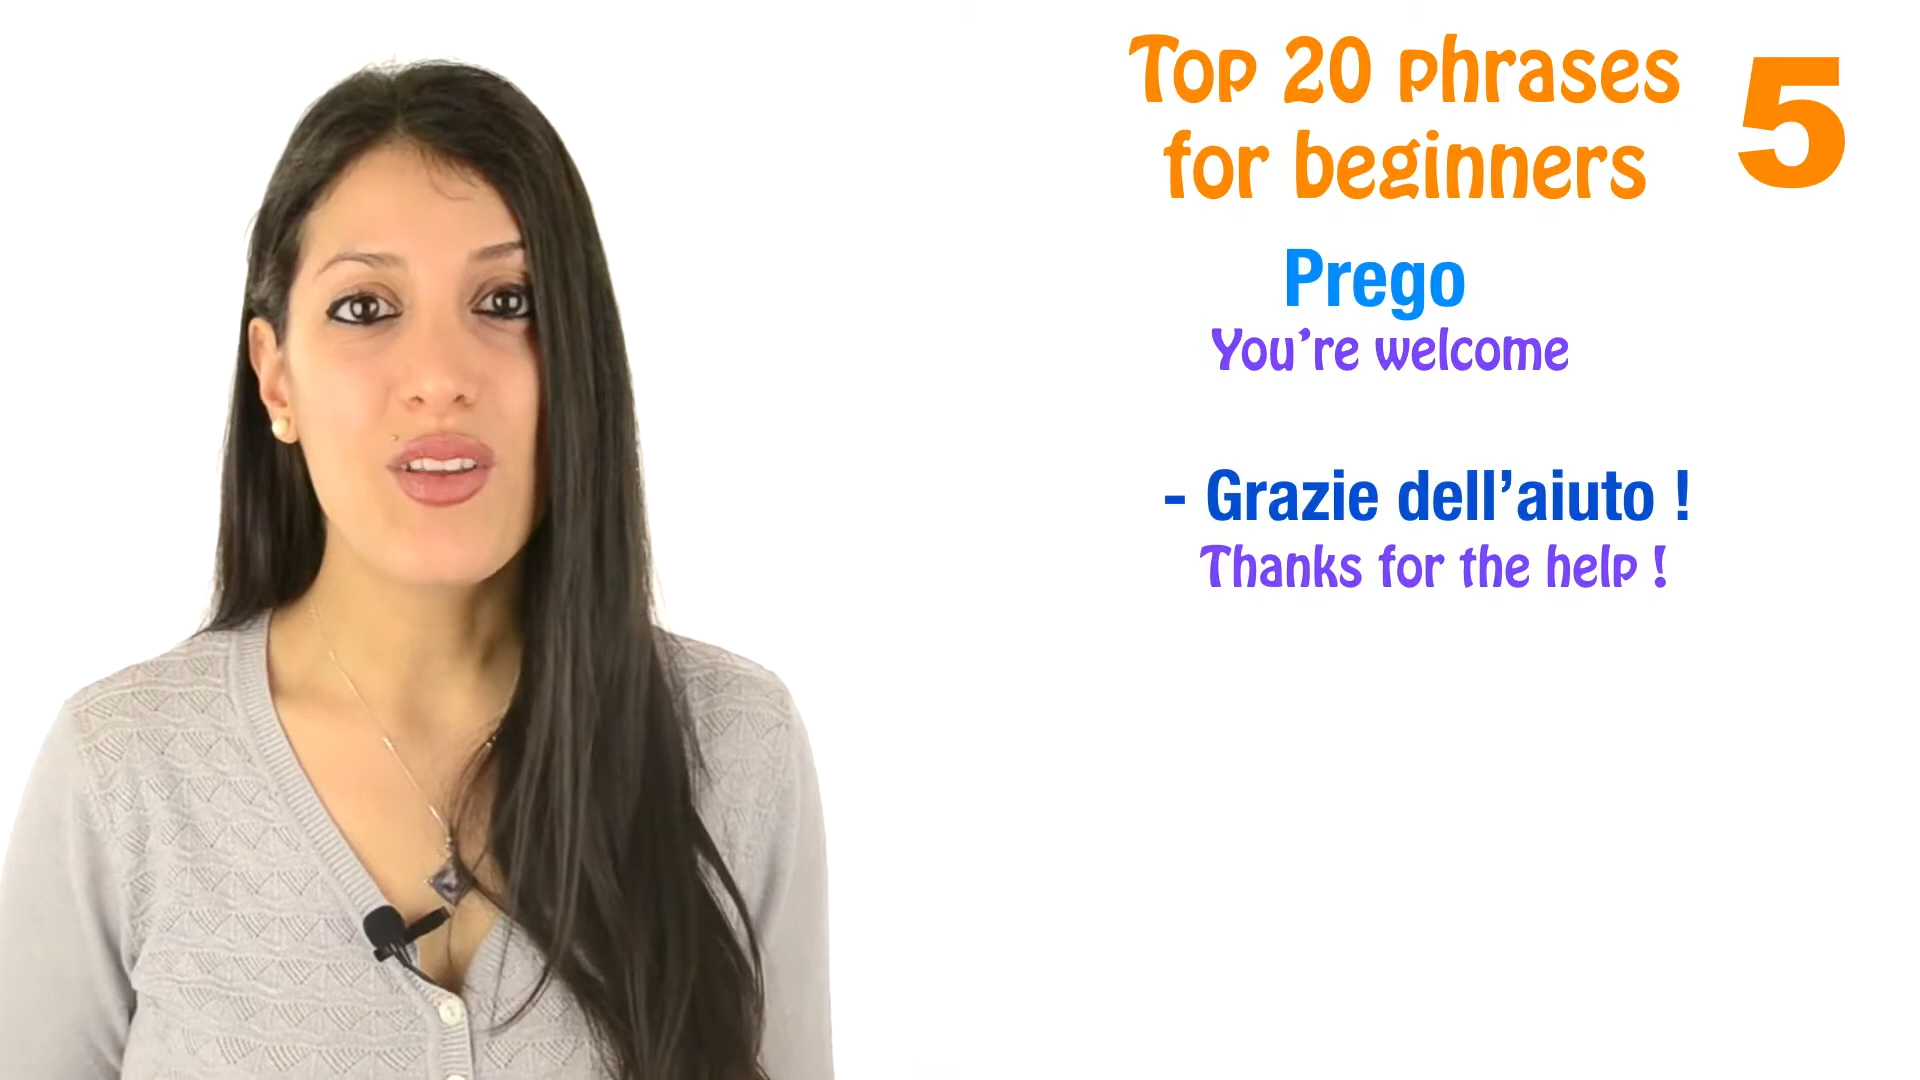 Top 20 phrases
for beginners
5
Prego
You're welcome
- Grazie dell'aiuto !
Thanks for the help !